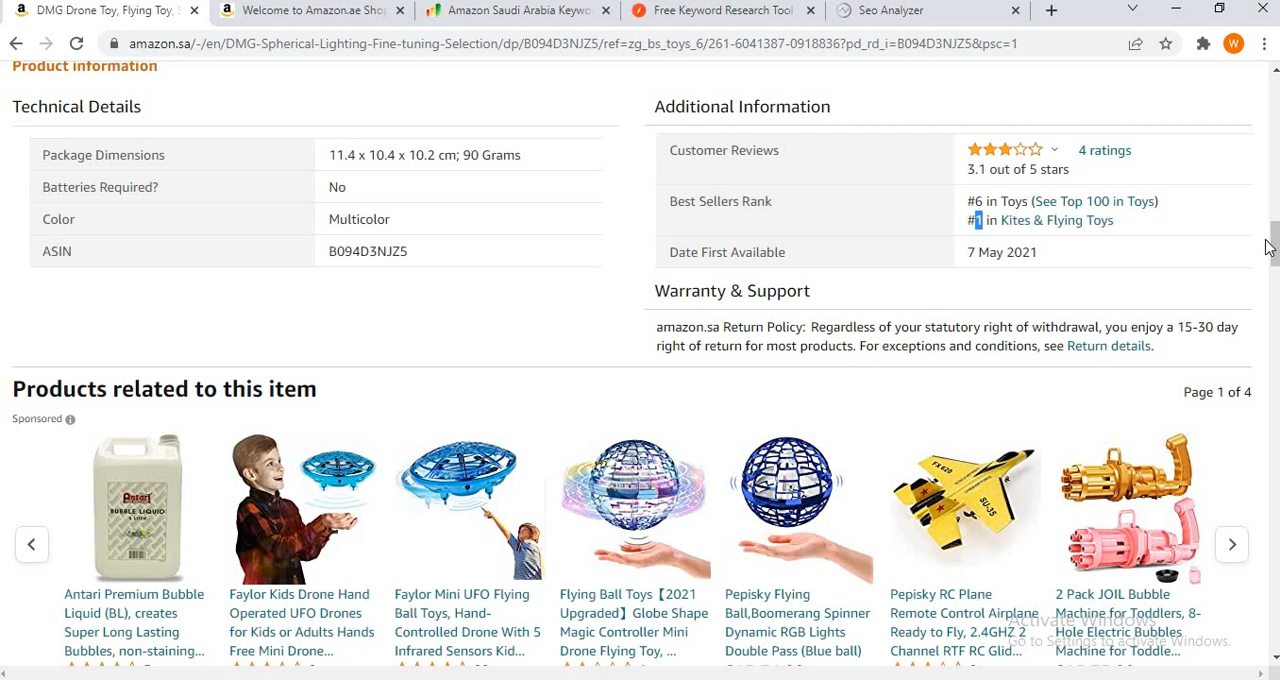 DMG Drone Toy, Flying Toy,
Welcome to Amazon.ae Sho
Amazon Saudi Arabia Keywo
Free Keyword Research Tool
Seo Analyzer
amazon.sa/-/en/DMG-Spherical-Lighting-Fine-tuning-Selection/dp/B094D3NJZ5/ref=zg_bs_toys_6/261-6041387-0918836?pd_rd_i=B094D3NJZ5&psc=1
W
Product information
Technical Details
Package Dimensions 11.4 x 10.4 x 10.2 cm; 90 Grams
Batteries Required? No
Color Multicolor
ASIN B094D3NJZ5
Additional Information
Customer Reviews 4 ratings
3.1 out of 5 stars
Best Sellers Rank #6 in Toys (See Top 100 in Toys)
#1 in Kites & Flying Toys
Date First Available 7 May 2021
Warranty & Support
amazon.sa Return Policy: Regardless of your statutory right of withdrawal, you enjoy a 15-30 day
right of return for most products. For exceptions and conditions, see Return details.
Products related to this item
Page 1 of 4
Sponsored
Antari
BUBBLE LIQUID
FX620
SU-35
Antari Premium Bubble
Liquid (BL), creates
Super Long Lasting
Bubbles, non-staining...
Faylor Kids Drone Hand
Operated UFO Drones
for Kids or Adults Hands
Free Mini Drone...
Faylor Mini UFO Flying
Ball Toys, Hand-
Controlled Drone With 5
Infrared Sensors Kid...
Flying Ball Toys【2021
Upgraded】Globe Shape
Magic Controller Mini
Drone Flying Toy, ...
Pepisky Flying
Ball,Boomerang Spinner
Dynamic RGB Lights
Double Pass (Blue ball)
Pepisky RC Plane
Remote Control Airplane
Ready to Fly, 2.4GHZ 2
Channel RTF RC Glid...
2 Pack JOIL Bubble
Machine for Toddlers, 8-
Hole Electric Bubbles
Machine for Toddle...
Activate Windows
Go to Settings to activate Windows.